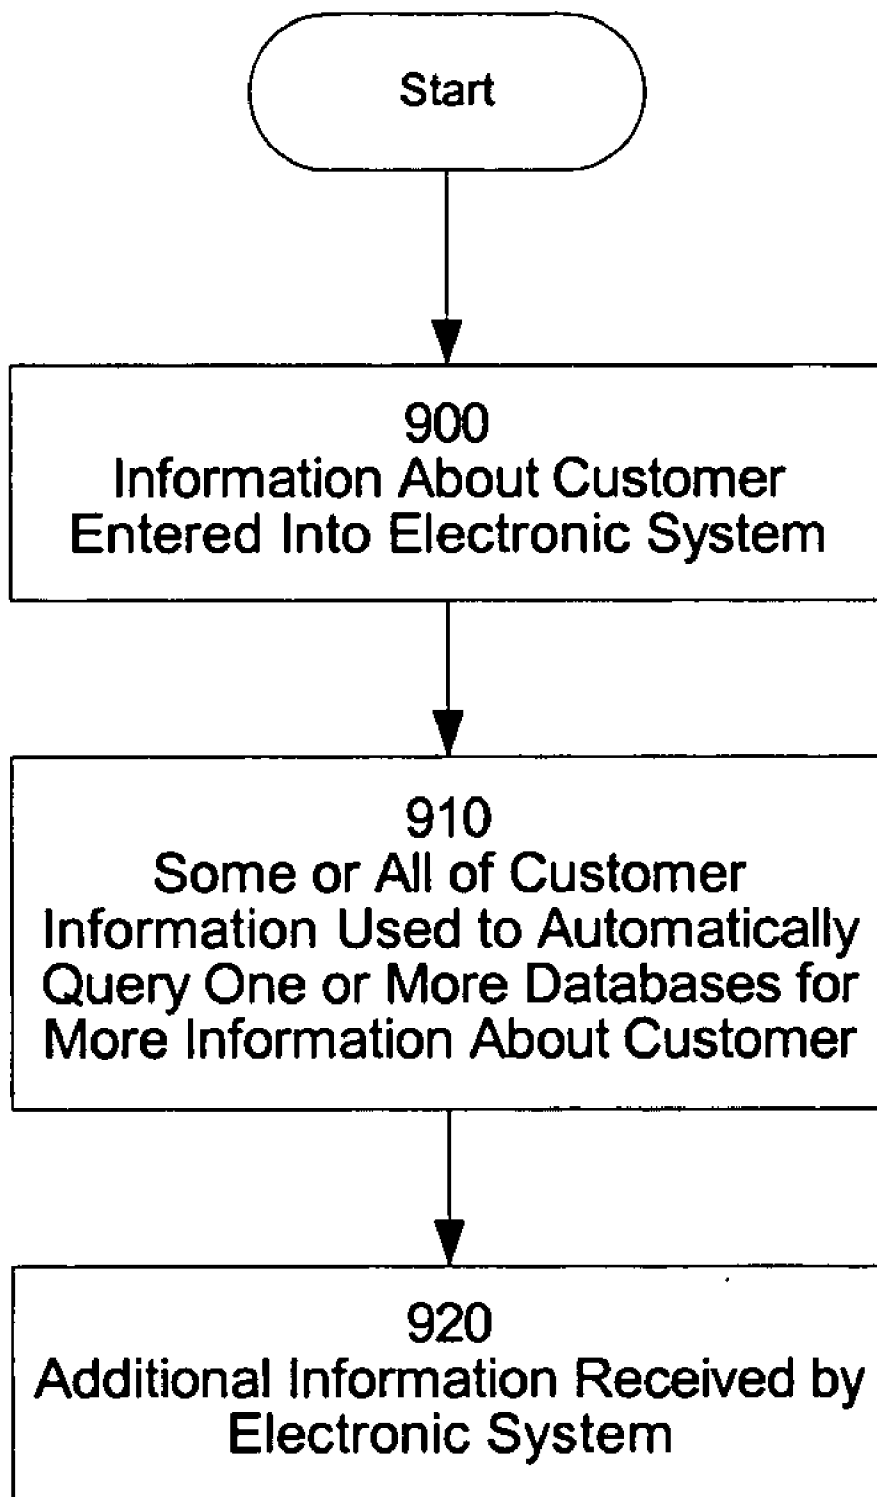 Start
900
Information About Customer
Entered Into Electronic System
910
Some or All of Customer
Information Used to Automatically
Query One or More Databases for
More Information About Customer
920
Additional Information Received by
Electronic System